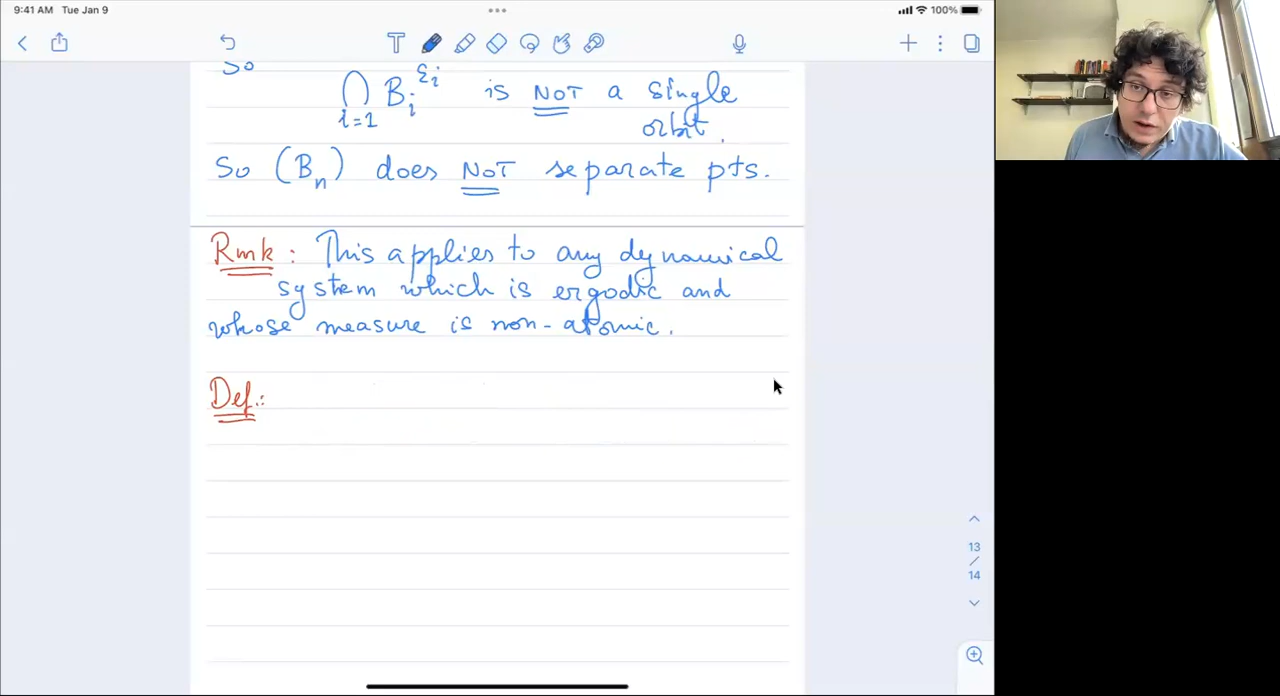 9:41 AM Tue Jan 9
100%
So
⋂ B_i^{ε_i} is NOT a single
i=1
orbit.
So (B_n) does NOT separate pts.
Rmk: This applies to any dynamical
system which is ergodic and
whose measure is non-atomic.
Def.:
13
/
14